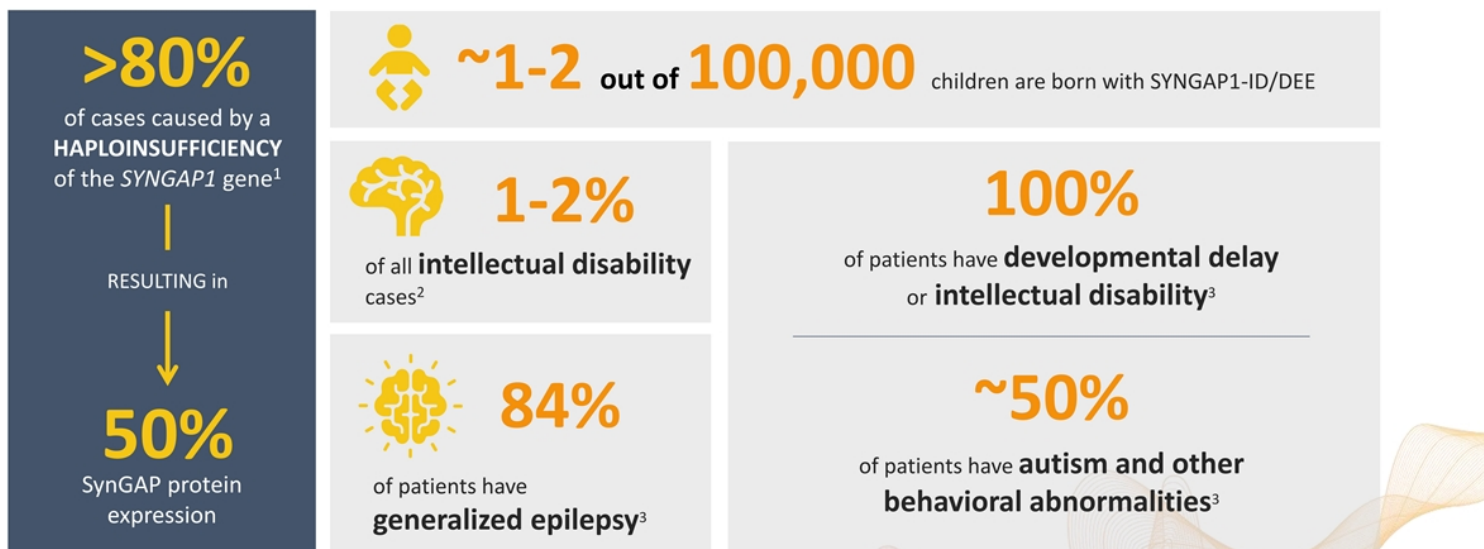 >80%
of cases caused by a
HAPLOINSUFFICIENCY
of the SYNGAP1 gene¹
RESULTING in
50%
SynGAP protein
expression
~1-2 out of 100,000 children are born with SYNGAP1-ID/DEE
1-2%
of all intellectual disability
cases²
84%
of patients have
generalized epilepsy³
100%
of patients have developmental delay
or intellectual disability³
~50%
of patients have autism and other
behavioral abnormalities³